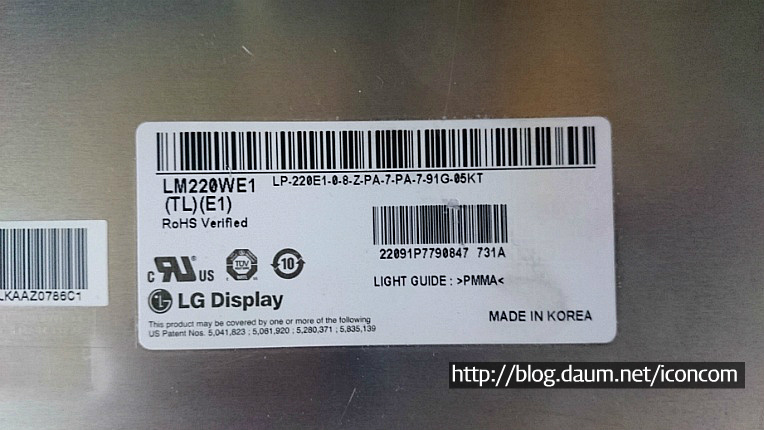 LM220WE1
(TL)(E1)
LP-220E1-0-8-Z-PA-7-PA-7-91G-05KT
RoHS Verified
22091P7790847 731A
c RU US
TÜV
10
LIGHT GUIDE : >PMMA<
LG Display
LKAAZ0786C1
MADE IN KOREA
This product may be covered by one or more of the following
US Patent Nos. 5,041,823 ; 5,061,920 ; 5,280,371 ; 5,835,139
http://blog.daum.net/iconcom